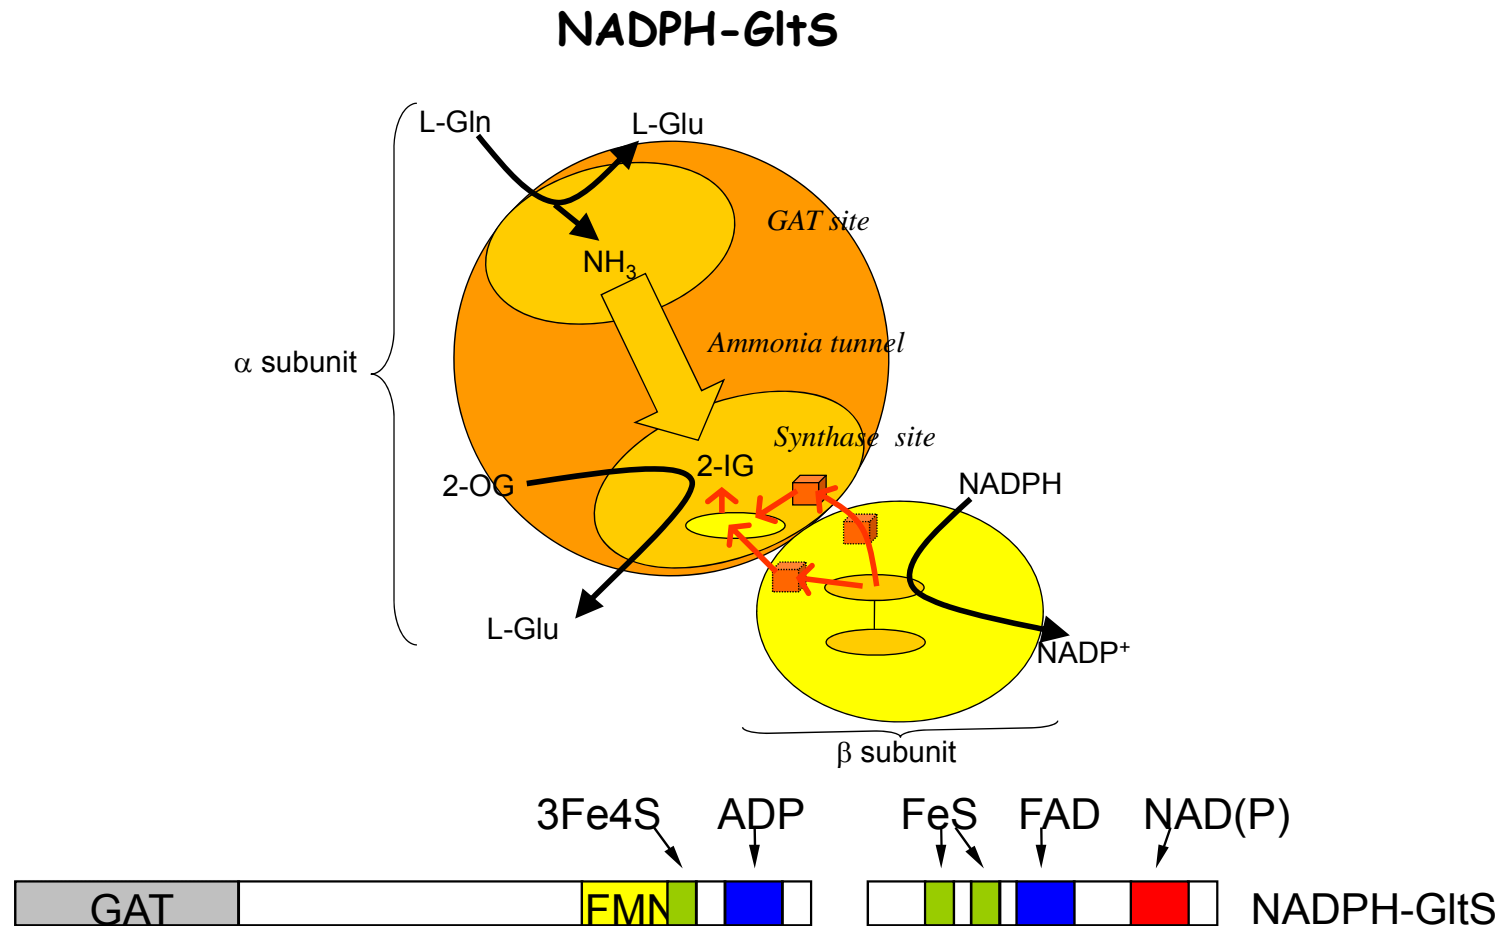 NADPH-GltS
L-Gln
L-Glu
GAT site
NH₃
Ammonia tunnel
α subunit
Synthase site
2-IG
2-OG
NADPH
L-Glu
NADP⁺
β subunit
3Fe4S ADP FeS FAD NAD(P)
GAT FMN NADPH-GltS